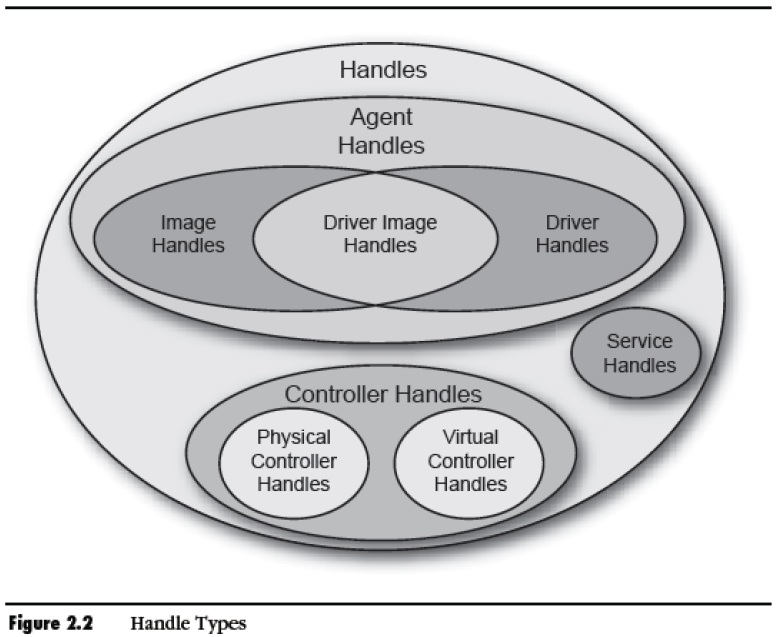 Handles
Agent
Handles
Image
Handles
Driver Image
Handles
Driver
Handles
Service
Handles
Controller Handles
Physical
Controller
Handles
Virtual
Controller
Handles
Figure 2.2 Handle Types